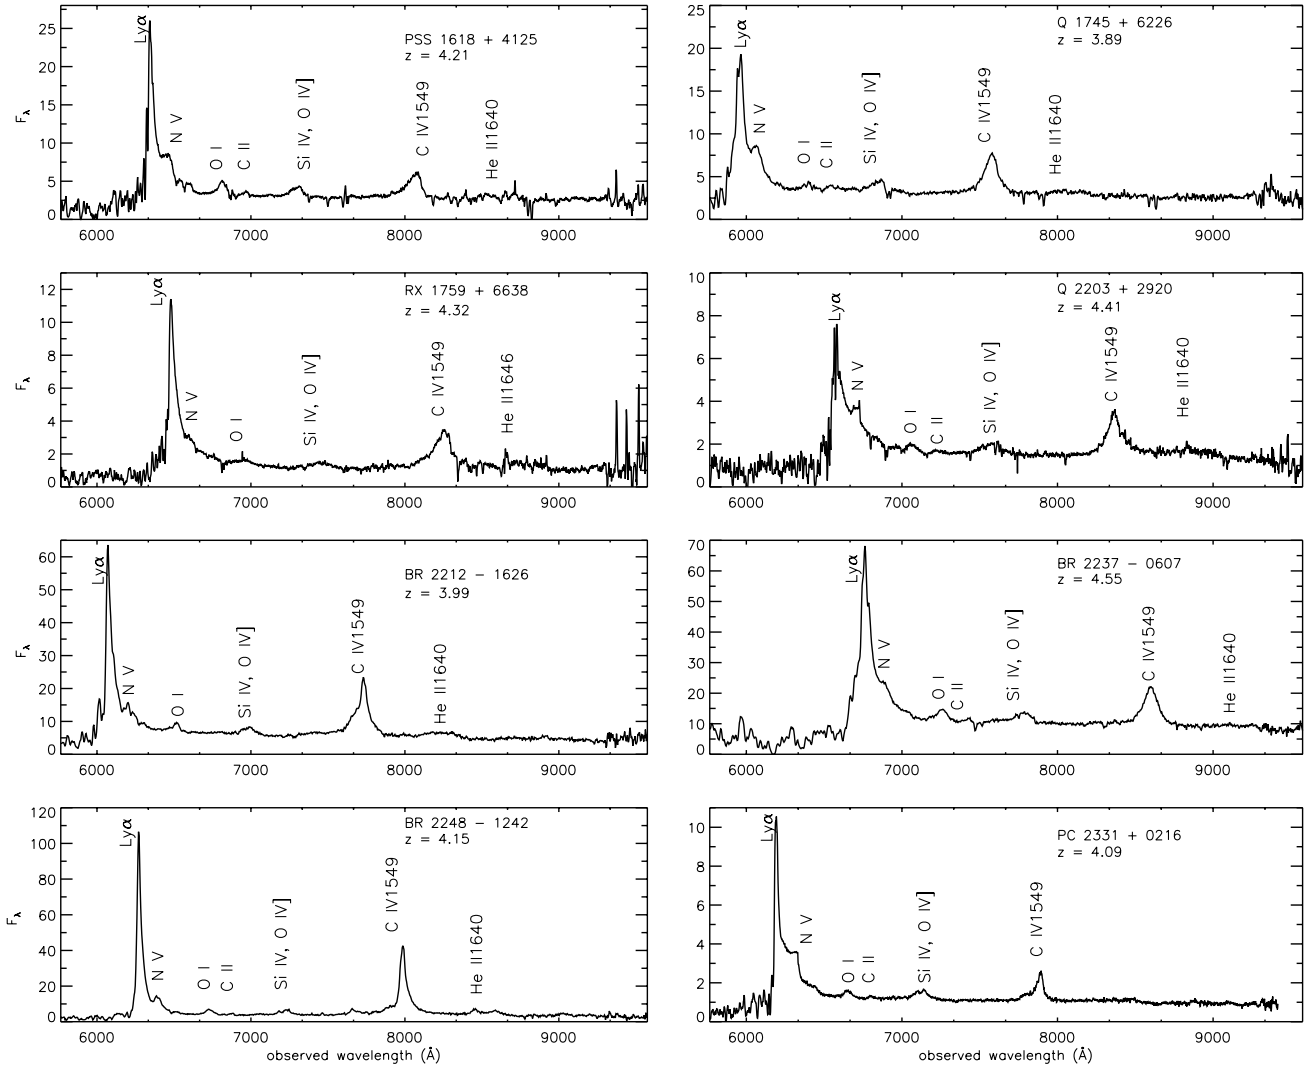 PSS 1618 + 4125
z = 4.21
Lyα
N V
O I
C II
Si IV, O IV]
C IV1549
He II1640
Fλ
25
20
15
10
5
0
6000 7000 8000 9000
Q 1745 + 6226
z = 3.89
Lyα
N V
O I
C II
Si IV, O IV]
C IV1549
He II1640
25
20
15
10
5
0
6000 7000 8000 9000
RX 1759 + 6638
z = 4.32
Lyα
N V
O I
Si IV, O IV]
C IV1549
He II1646
Fλ
12
10
8
6
4
2
0
6000 7000 8000 9000
Q 2203 + 2920
z = 4.41
Lyα
N V
O I
C II
Si IV, O IV]
C IV1549
He II1640
10
8
6
4
2
0
6000 7000 8000 9000
BR 2212 − 1626
z = 3.99
Lyα
N V
O I
Si IV, O IV]
C IV1549
He II1640
Fλ
60
50
40
30
20
10
0
6000 7000 8000 9000
BR 2237 − 0607
z = 4.55
Lyα
N V
O I
C II
Si IV, O IV]
C IV1549
He II1640
70
60
50
40
30
20
10
0
6000 7000 8000 9000
BR 2248 − 1242
z = 4.15
Lyα
N V
O I
C II
Si IV, O IV]
C IV1549
He II1640
Fλ
120
100
80
60
40
20
0
6000 7000 8000 9000
observed wavelength (Å)
PC 2331 + 0216
z = 4.09
Lyα
N V
O I
C II
Si IV, O IV]
C IV1549
10
8
6
4
2
0
6000 7000 8000 9000
observed wavelength (Å)